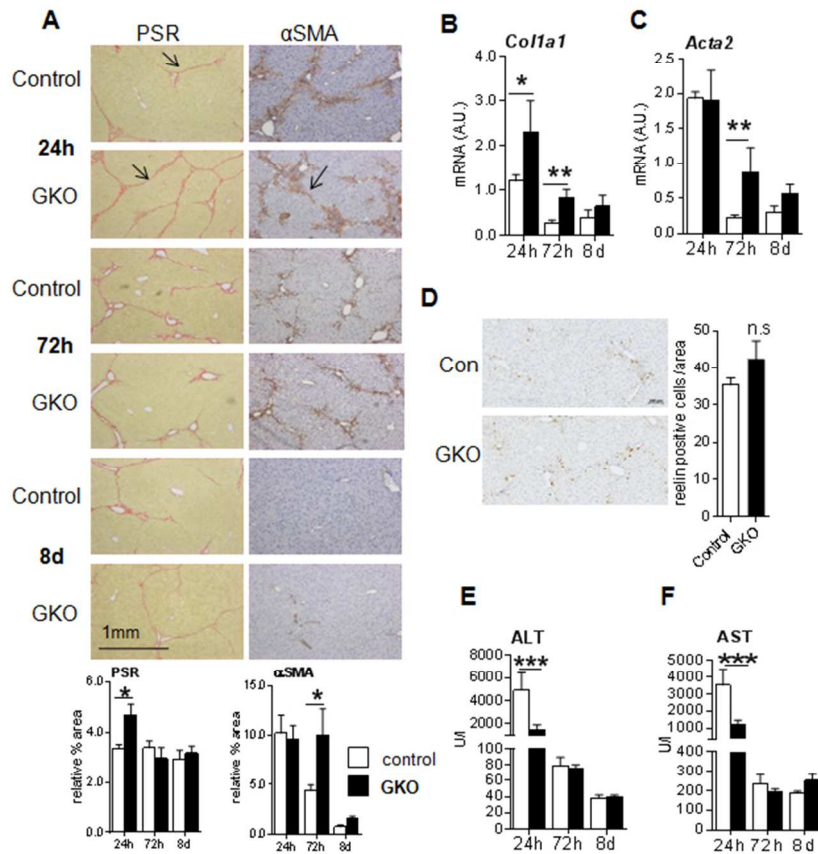 A
PSR
αSMA
Control
24h
GKO
Control
72h
GKO
Control
8d
GKO
1mm
PSR
*
relative % area
6.0
4.0
2.0
0.0
24h 72h 8d
αSMA
*
relative % area
15.0
10.0
5.0
0.0
24h 72h 8d
control
GKO
B
Col1a1
mRNA (A.U.)
4.0
3.0
2.0
1.0
0.0
*
**
24h 72h 8d
C
Acta2
mRNA (A.U.)
2.5
2.0
1.5
1.0
0.5
0.0
**
24h 72h 8d
D
Con
GKO
reelin positive cells /area
50
40
30
20
10
0
n.s
Control
GKO
E
ALT
***
8000
6000
4000
2000
100
80
60
40
20
0
24h 72h 8d
F
AST
***
U/l
5000
4000
3000
2000
1000
400
300
200
100
0
24h 72h 8d